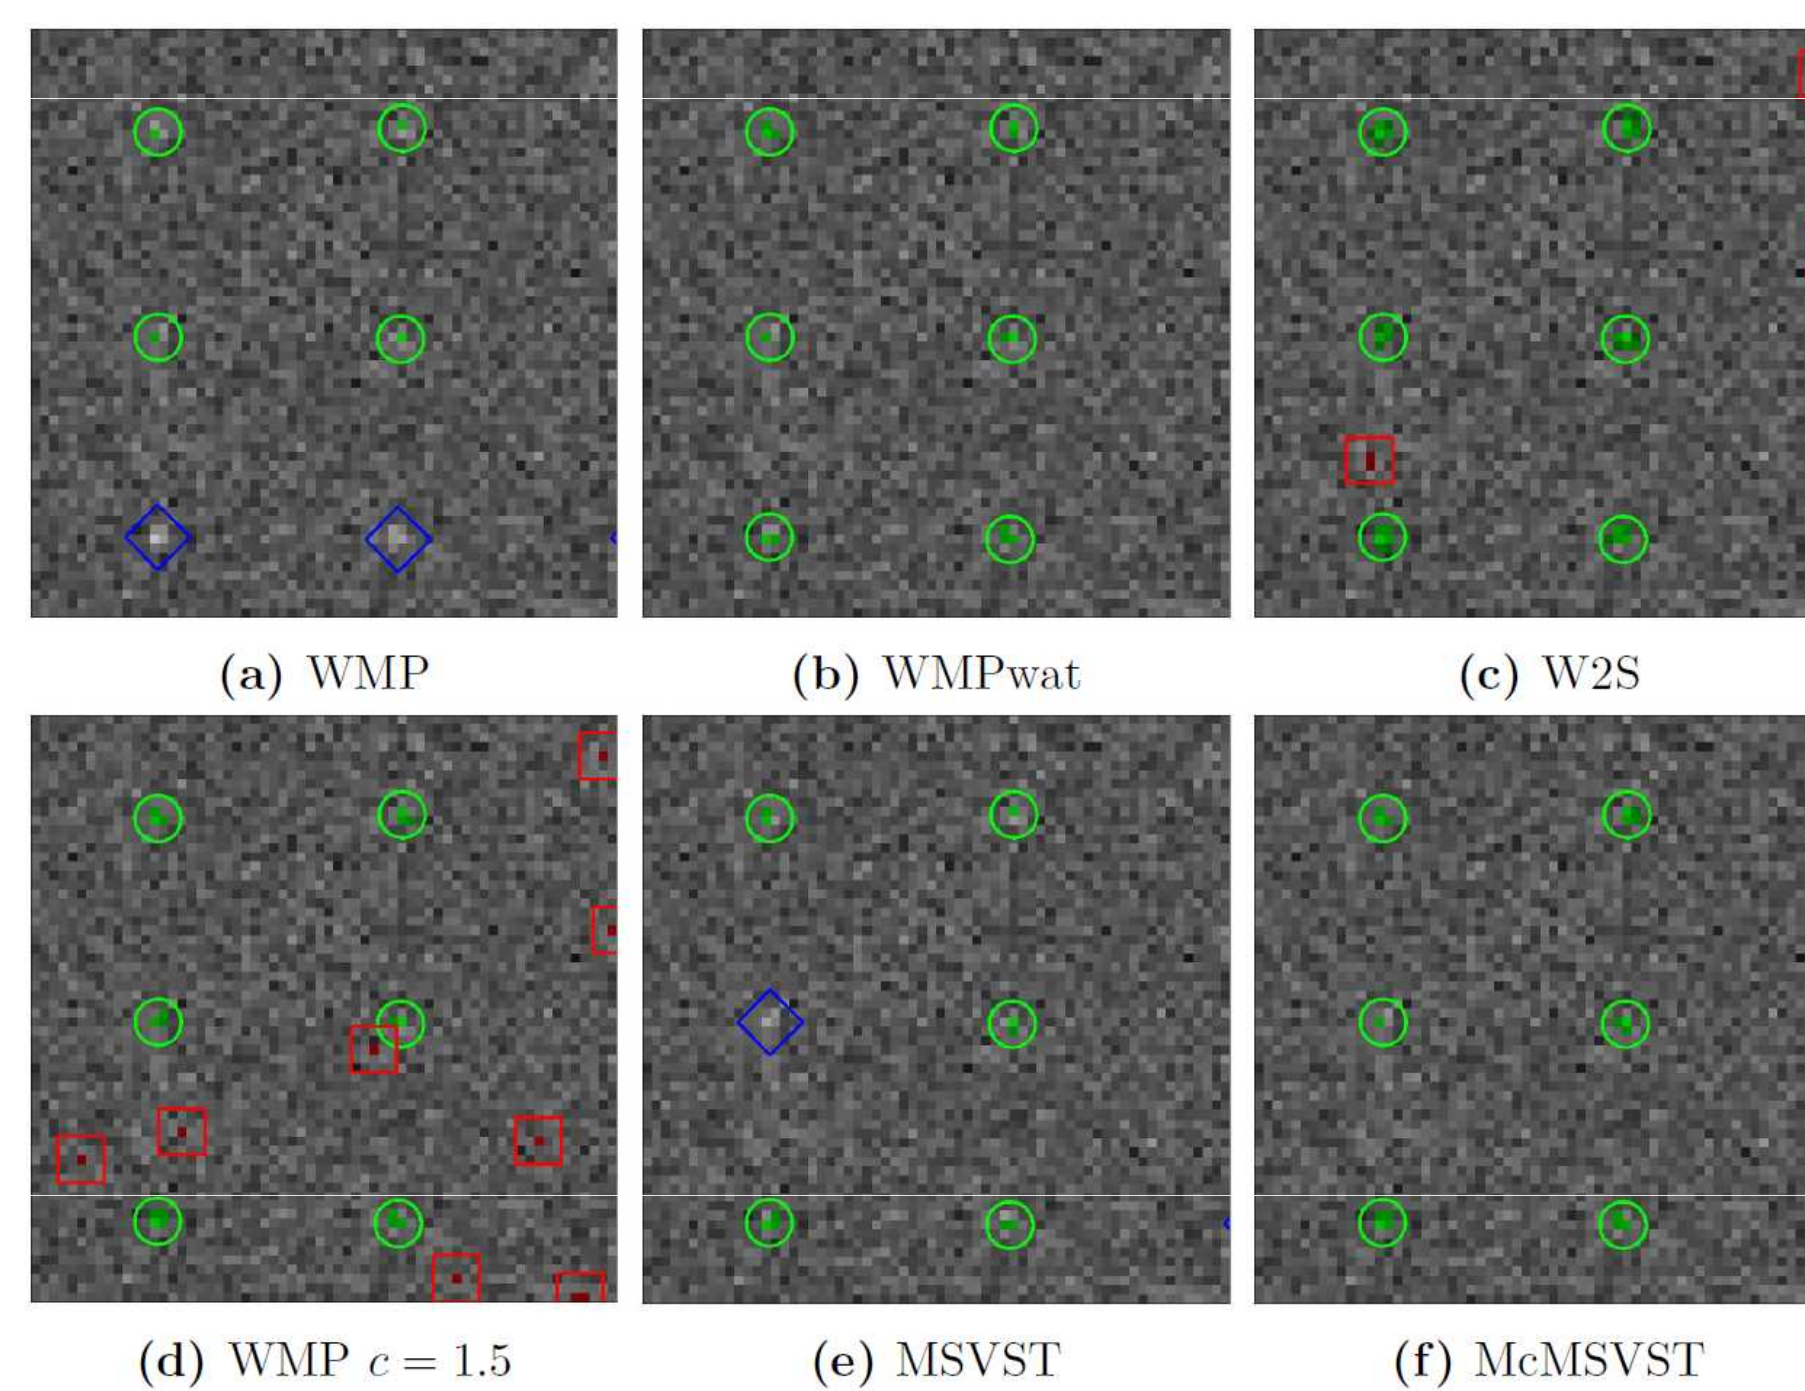 (a) WMP
(b) WMPwat
(c) W2S
(d) WMP c = 1.5
(e) MSVST
(f) McMSVST